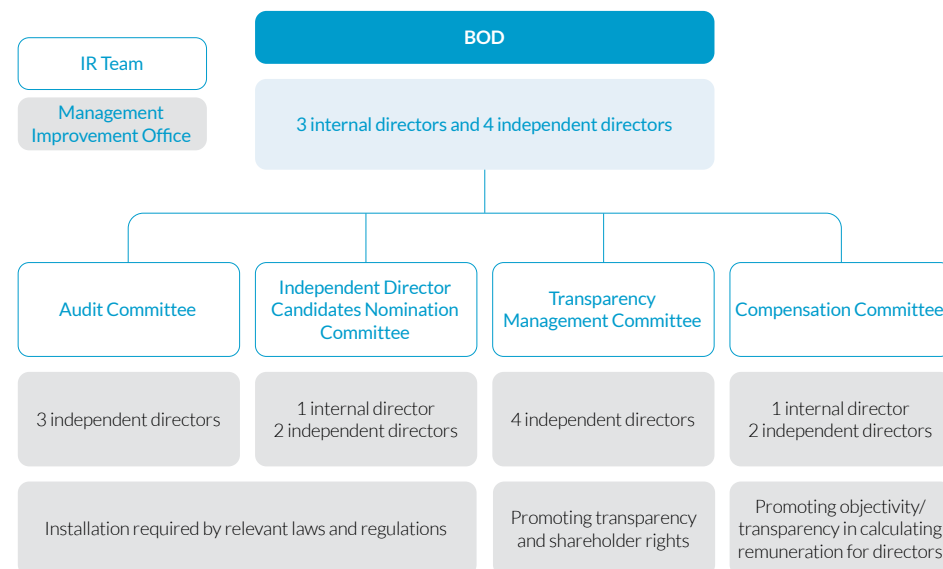 IR Team
Management
Improvement Office
BOD
3 internal directors and 4 independent directors
Audit Committee
Independent Director
Candidates Nomination
Committee
Transparency
Management Committee
Compensation Committee
3 independent directors
1 internal director
2 independent directors
4 independent directors
1 internal director
2 independent directors
Installation required by relevant laws and regulations
Promoting transparency
and shareholder rights
Promoting objectivity/
transparency in calculating
remuneration for directors